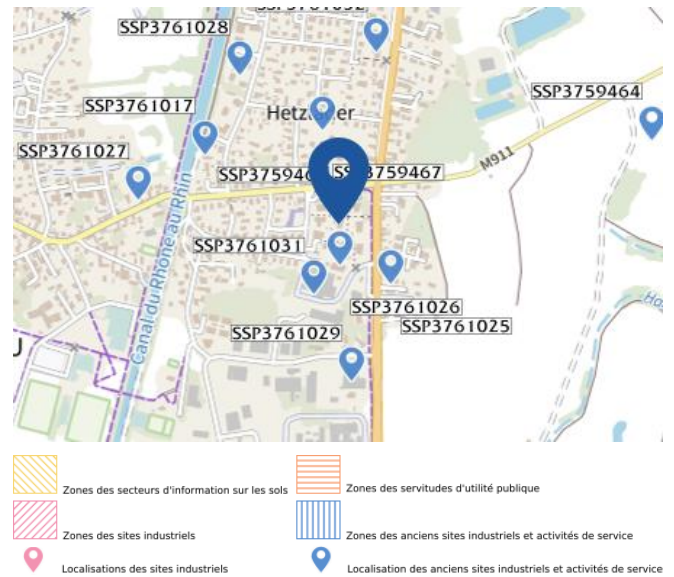 SSP3761028
SSP3759464
Hetzlader
SSP3761017
SSP3761027
M911
SSP3759467
SSP3761031
Canal du Rhône au Rhin
SSP3761026
SSP3761025
SSP3761029
U
Zones des secteurs d'information sur les sols
Zones des servitudes d'utilité publique
Zones des sites industriels
Zones des anciens sites industriels et activités de service
Localisations des sites industriels
Localisation des anciens sites industriels et activités de service